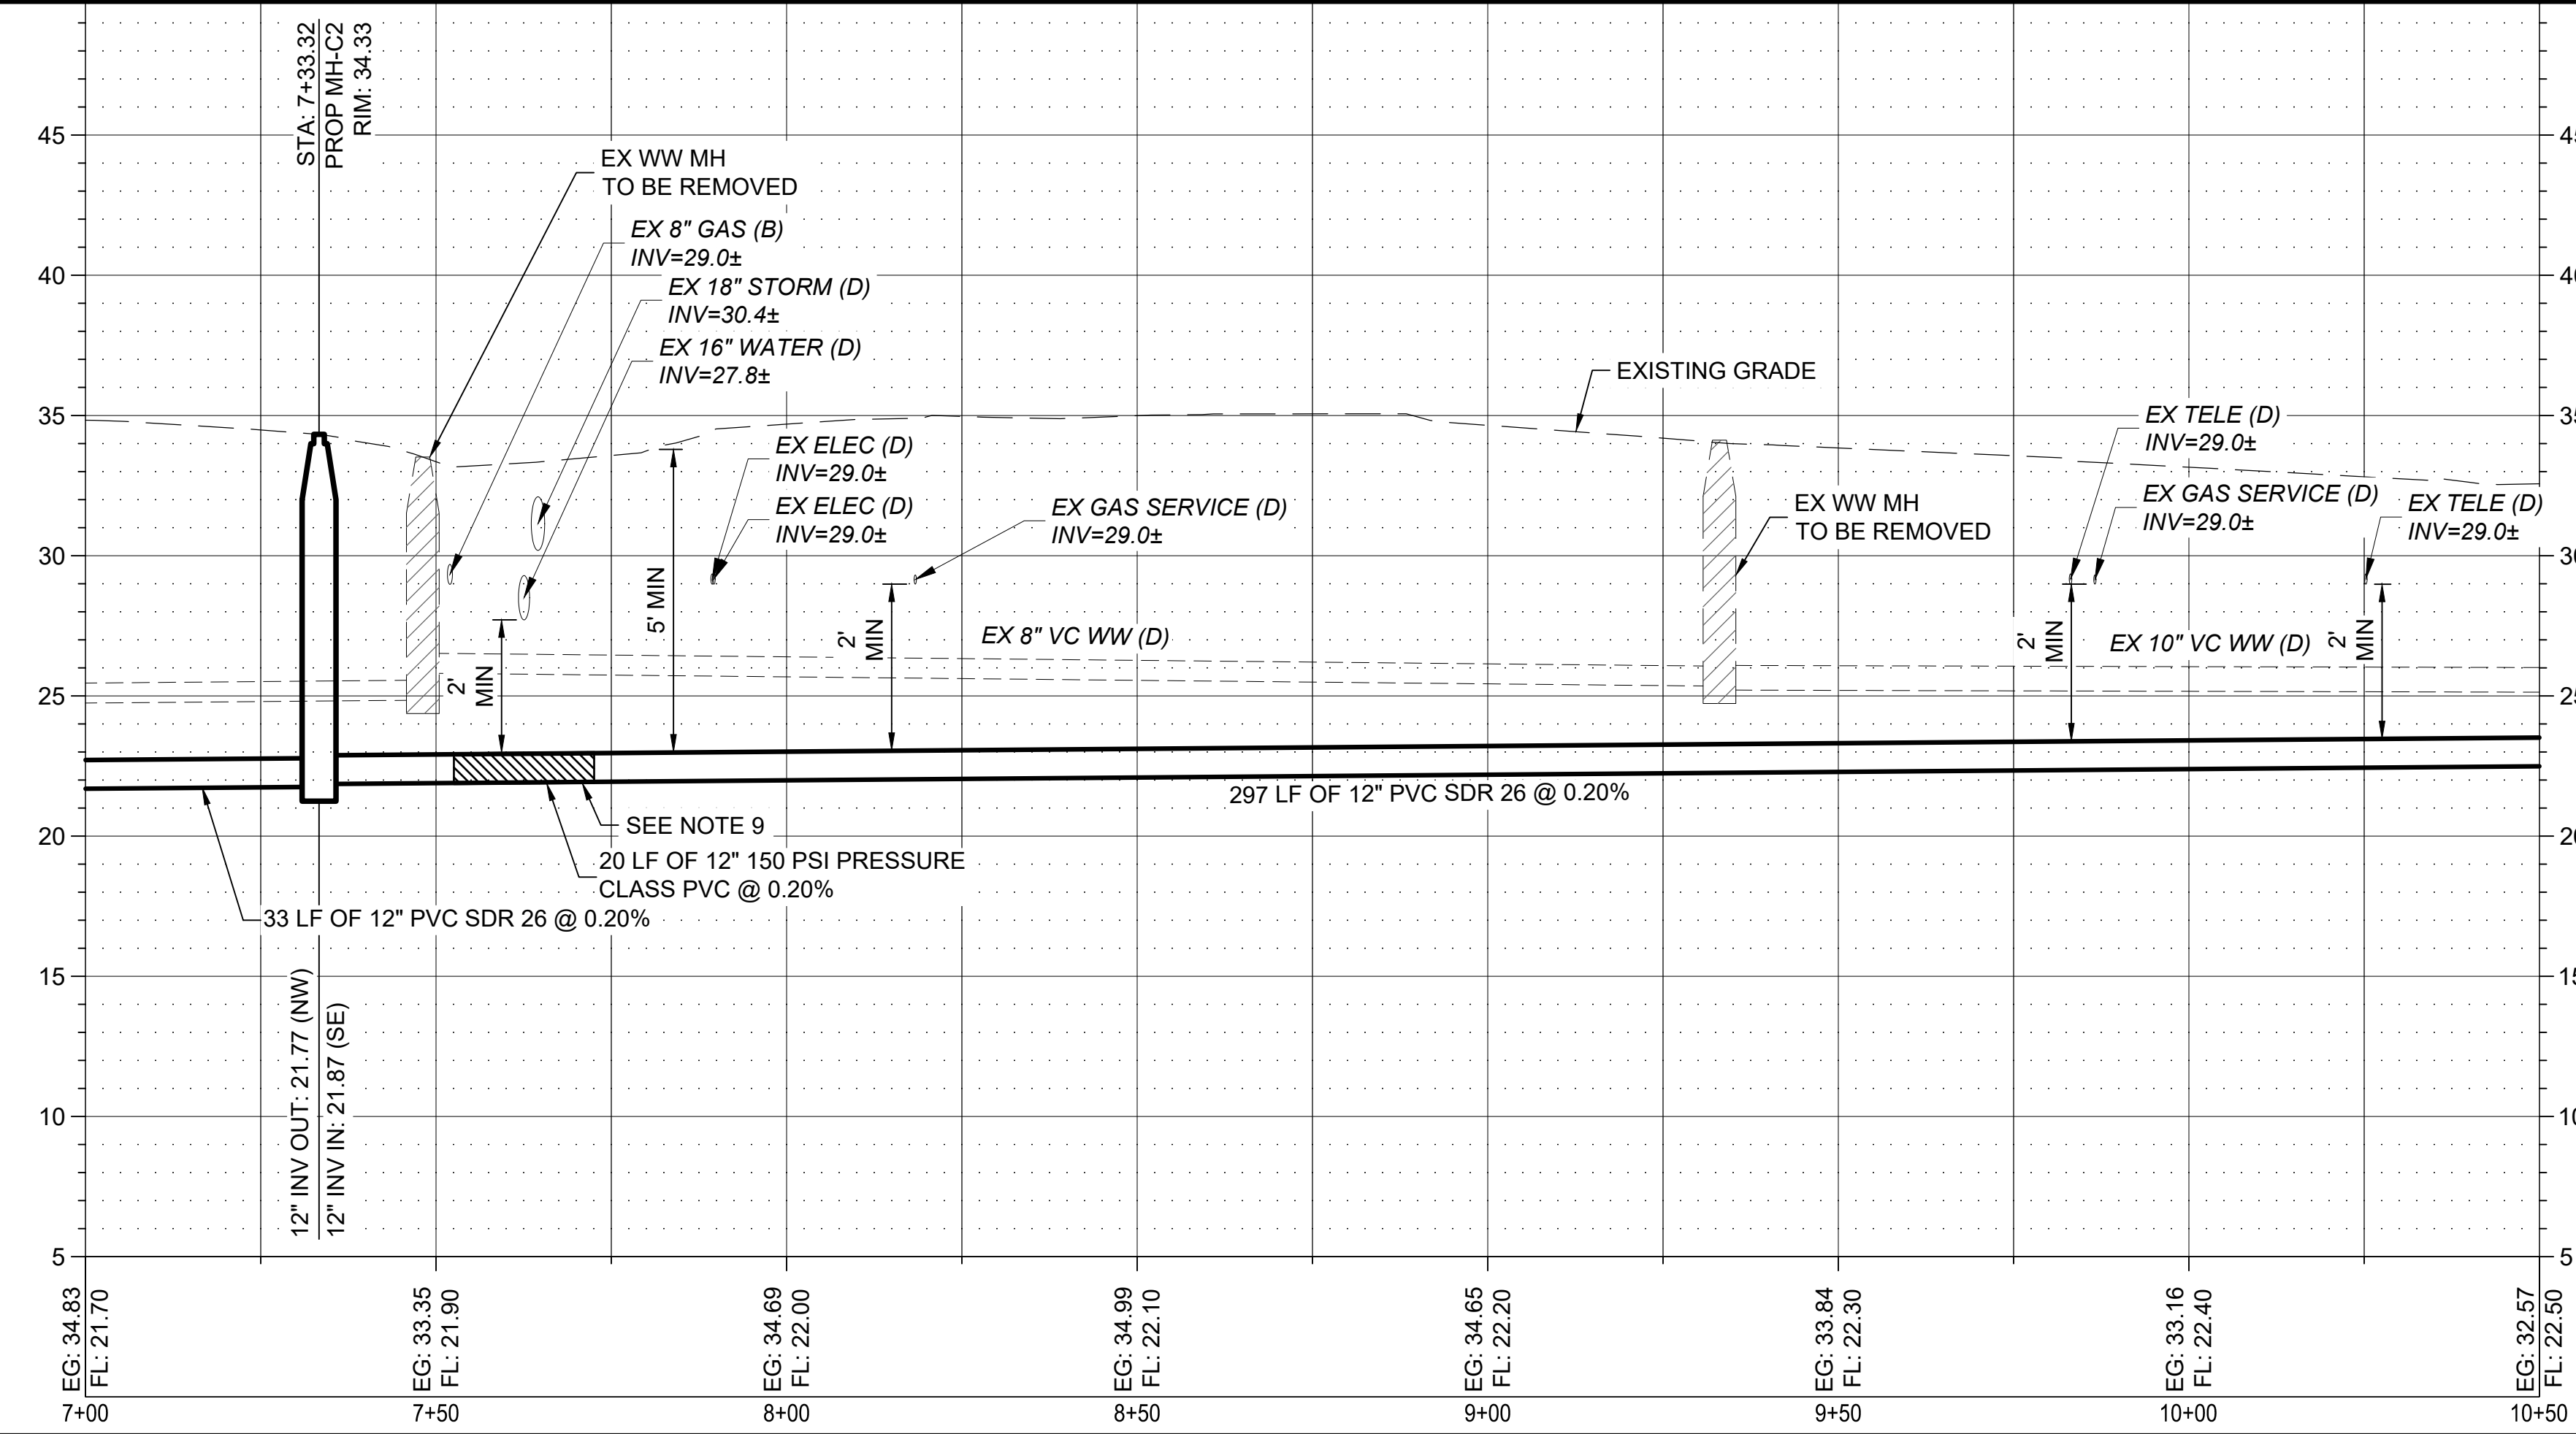 STA: 7+33.32
PROP MH-C2
RIM: 34.33
EX WW MH
TO BE REMOVED
EX 8" GAS (B)
INV=29.0±
EX 18" STORM (D)
INV=30.4±
EX 16" WATER (D)
INV=27.8±
EXISTING GRADE
EX ELEC (D)
INV=29.0±
EX ELEC (D)
INV=29.0±
EX GAS SERVICE (D)
INV=29.0±
EX WW MH
TO BE REMOVED
EX TELE (D)
INV=29.0±
EX GAS SERVICE (D)
INV=29.0±
EX TELE (D)
INV=29.0±
2'
MIN
5' MIN
2'
MIN
EX 8" VC WW (D)
2'
MIN
EX 10" VC WW (D)
2'
MIN
297 LF OF 12" PVC SDR 26 @ 0.20%
SEE NOTE 9
20 LF OF 12" 150 PSI PRESSURE
CLASS PVC @ 0.20%
33 LF OF 12" PVC SDR 26 @ 0.20%
12" INV OUT: 21.77 (NW)
12" INV IN: 21.87 (SE)
45
40
35
30
25
20
15
10
5
5
EG: 34.83
FL: 21.70
EG: 33.35
FL: 21.90
EG: 34.69
FL: 22.00
EG: 34.99
FL: 22.10
EG: 34.65
FL: 22.20
EG: 33.84
FL: 22.30
EG: 33.16
FL: 22.40
EG: 32.57
FL: 22.50
7+00
7+50
8+00
8+50
9+00
9+50
10+00
10+50